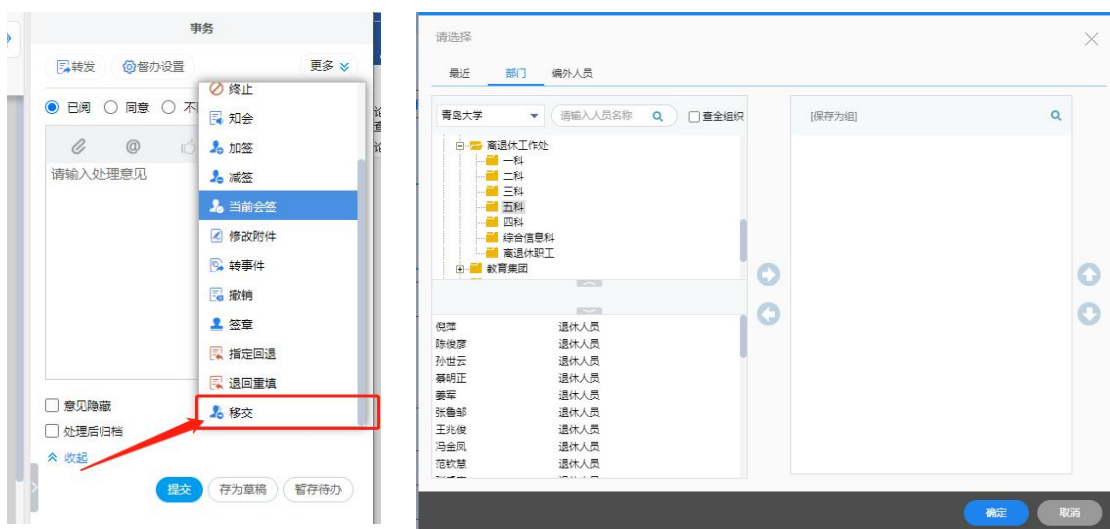 事务
转发 督办设置 更多
已阅 同意
@
请输入处理意见
终止
知会
加签
减签
当前会签
修改附件
转事件
撤销
签章
指定回退
退回重填
移交
意见隐藏
处理后归档
收起
提交 存为草稿 暂存待办
请选择
最近 部门 编外人员
青岛大学 请输入人员名称 查全组织
离退休工作处
一科
二科
三科
五科
四科
综合信息科
离退休职工
教育集团
倪萍 退休人员
陈俊彦 退休人员
孙世云 退休人员
綦明正 退休人员
姜军 退休人员
张鲁邹 退休人员
王兆俊 退休人员
冯金凤 退休人员
范钦慧 退休人员
[保存为组]
确定 取消